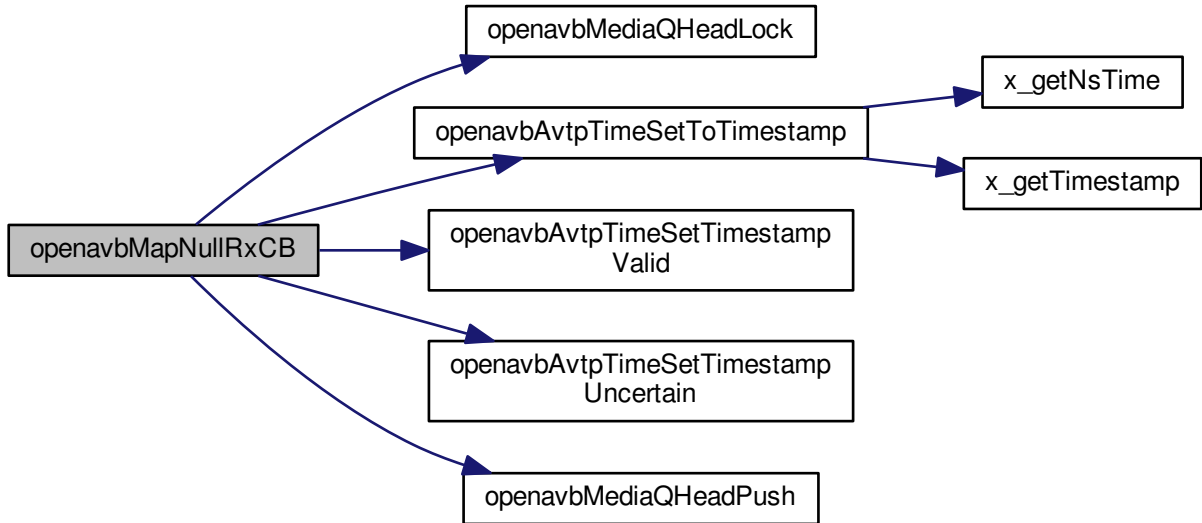 openavbMediaQHeadLock
x_getNsTime
openavbAvtpTimeSetToTimestamp
x_getTimestamp
openavbMapNullRxCB
openavbAvtpTimeSetTimestamp
Valid
openavbAvtpTimeSetTimestamp
Uncertain
openavbMediaQHeadPush